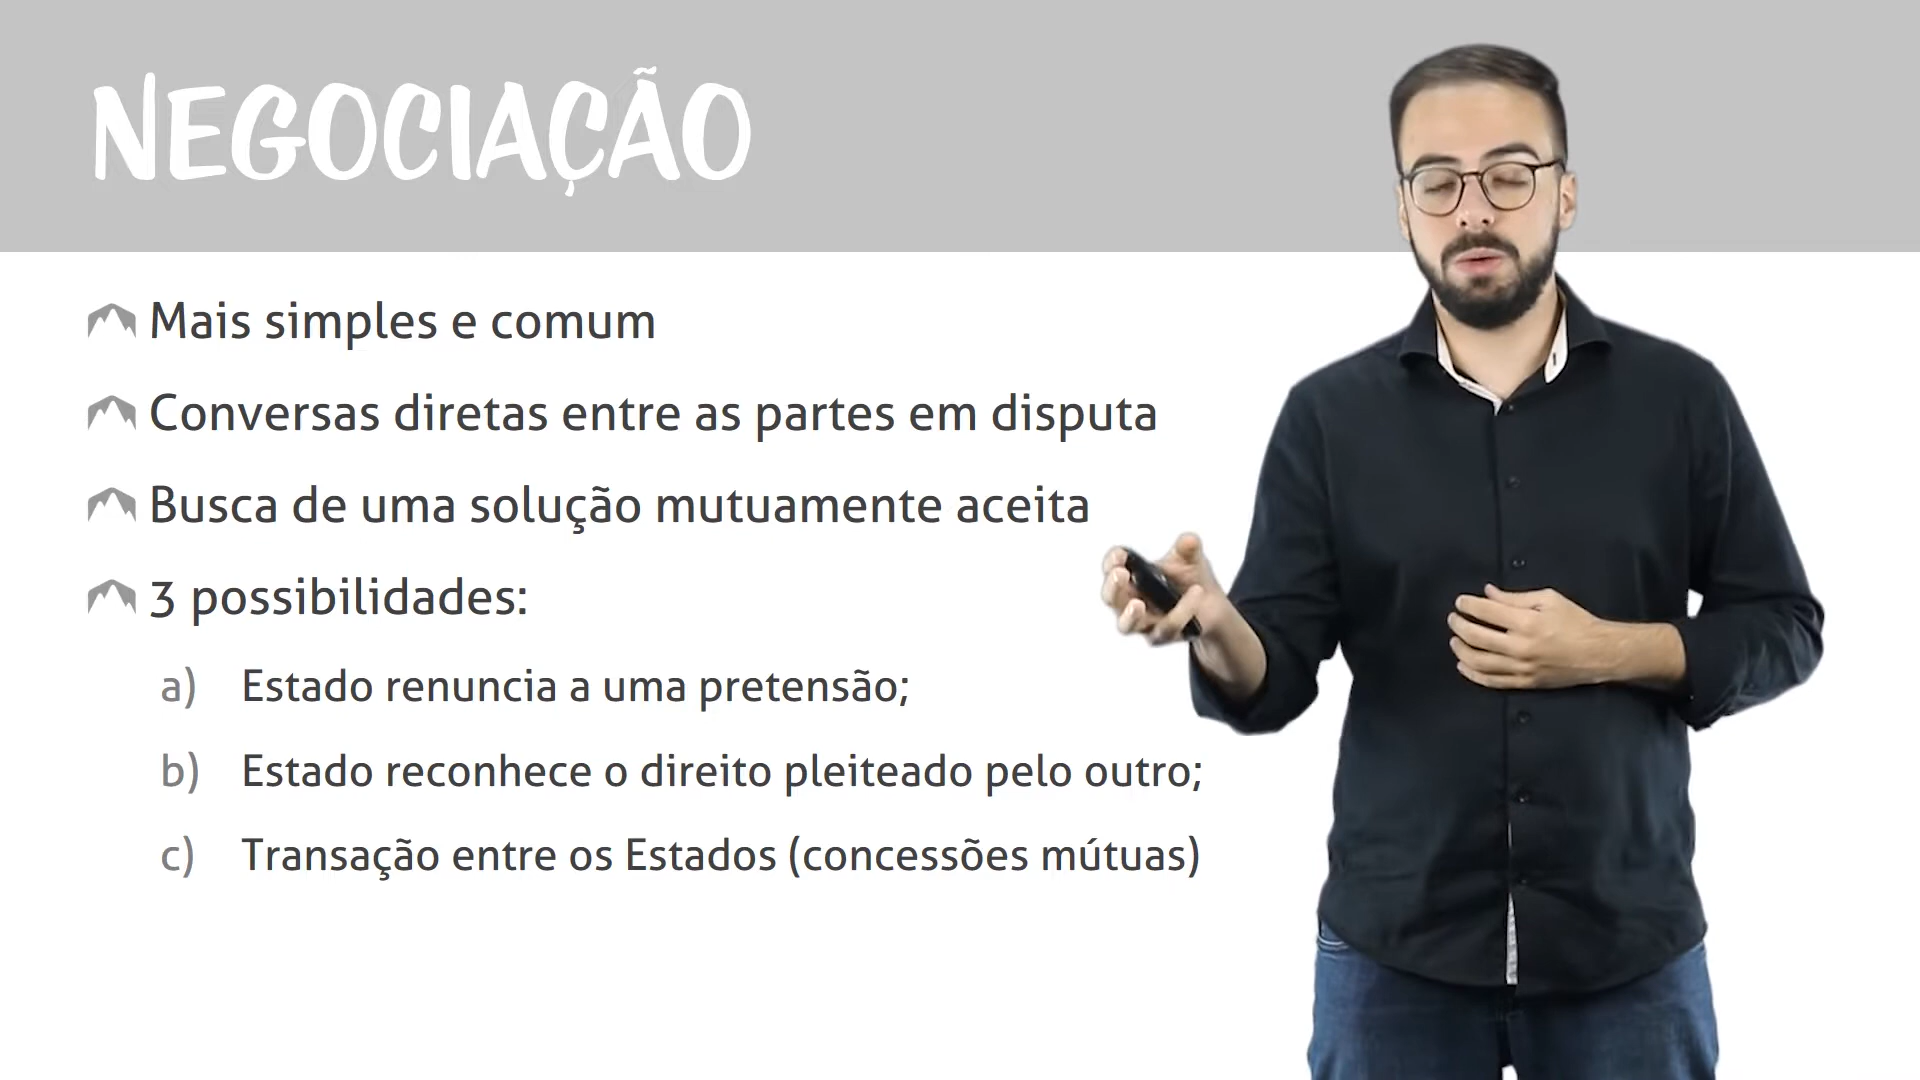 NEGOCIAÇÃO
Mais simples e comum
Conversas diretas entre as partes em disputa
Busca de uma solução mutuamente aceita
3 possibilidades:
a) Estado renuncia a uma pretensão;
b) Estado reconhece o direito pleiteado pelo outro;
c) Transação entre os Estados (concessões mútuas)